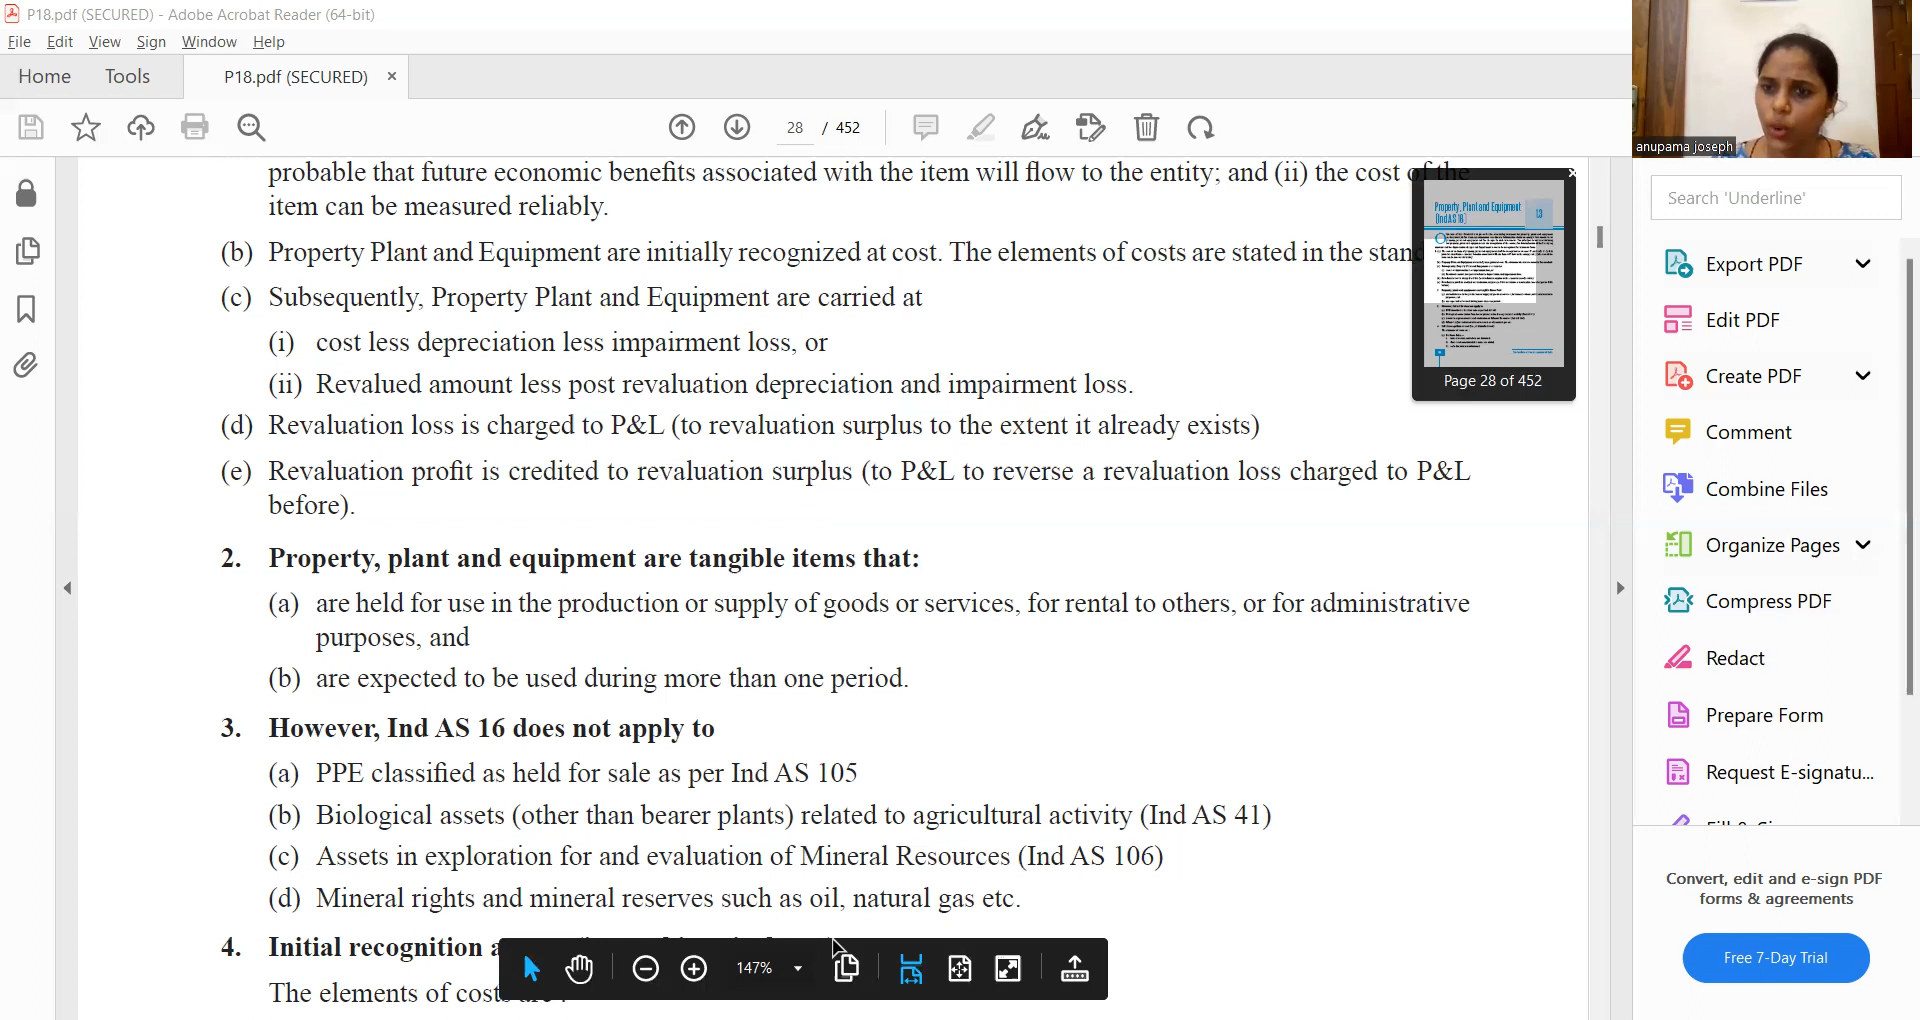 P18.pdf (SECURED) - Adobe Acrobat Reader (64-bit)
File Edit View Sign Window Help
Home Tools P18.pdf (SECURED) ×
28 / 452
anupama joseph
probable that future economic benefits associated with the item will flow to the entity; and (ii) the cost of the
item can be measured reliably.
(b) Property Plant and Equipment are initially recognized at cost. The elements of costs are stated in the stan
(c) Subsequently, Property Plant and Equipment are carried at
(i) cost less depreciation less impairment loss, or
(ii) Revalued amount less post revaluation depreciation and impairment loss.
(d) Revaluation loss is charged to P&L (to revaluation surplus to the extent it already exists)
(e) Revaluation profit is credited to revaluation surplus (to P&L to reverse a revaluation loss charged to P&L
before).
2. Property, plant and equipment are tangible items that:
(a) are held for use in the production or supply of goods or services, for rental to others, or for administrative
purposes, and
(b) are expected to be used during more than one period.
3. However, Ind AS 16 does not apply to
(a) PPE classified as held for sale as per Ind AS 105
(b) Biological assets (other than bearer plants) related to agricultural activity (Ind AS 41)
(c) Assets in exploration for and evaluation of Mineral Resources (Ind AS 106)
(d) Mineral rights and mineral reserves such as oil, natural gas etc.
4. Initial recognition
The elements of costs
147%
Property, Plant and Equipment
(Ind AS 16)
Page 28 of 452
Search 'Underline'
Export PDF
Edit PDF
Create PDF
Comment
Combine Files
Organize Pages
Compress PDF
Redact
Prepare Form
Request E-signatu...
Convert, edit and e-sign PDF
forms & agreements
Free 7-Day Trial